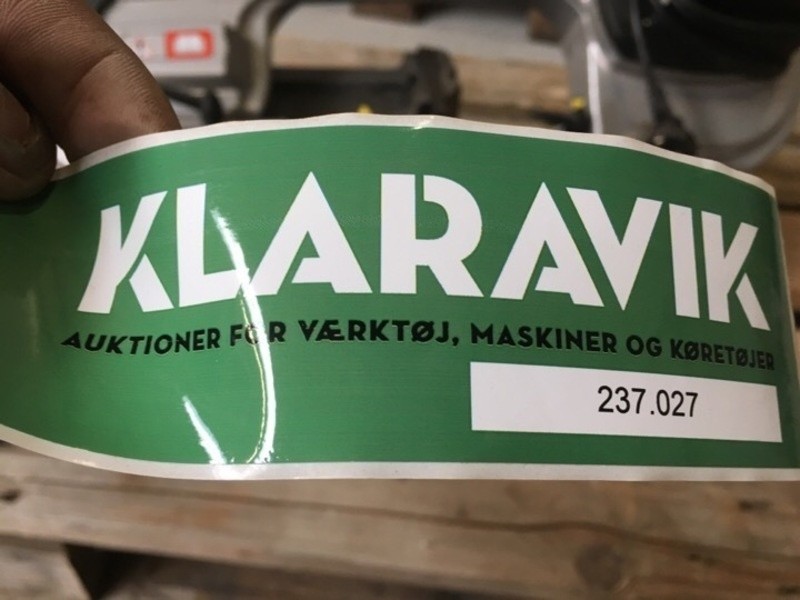 KLARAVIK
AUKTIONER FOR VÆRKTØJ, MASKINER OG KØRETØJER
237.027